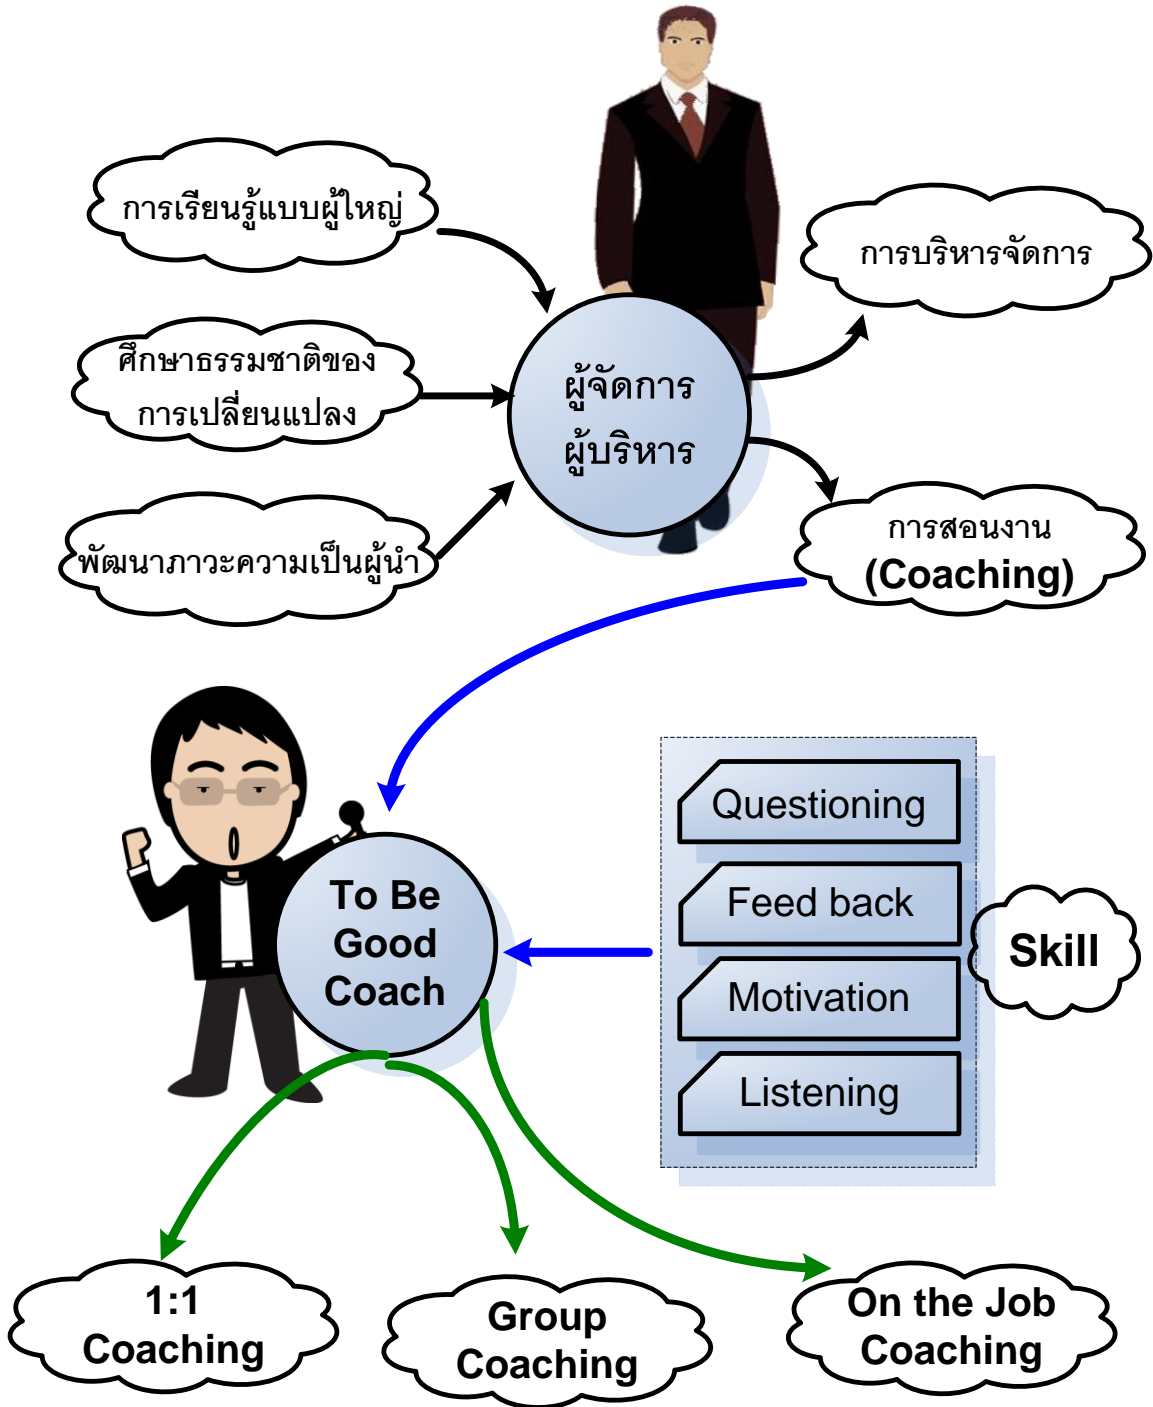 การเรียนรู้แบบผู้ใหญ่
การบริหารจัดการ
ศึกษาธรรมชาติของ
การเปลี่ยนแปลง
ผู้จัดการ
ผู้บริหาร
พัฒนาภาวะความเป็นผู้นำ
การสอนงาน
(Coaching)
To Be
Good
Coach
Questioning
Feed back
Motivation
Listening
Skill
1:1
Coaching
Group
Coaching
On the Job
Coaching